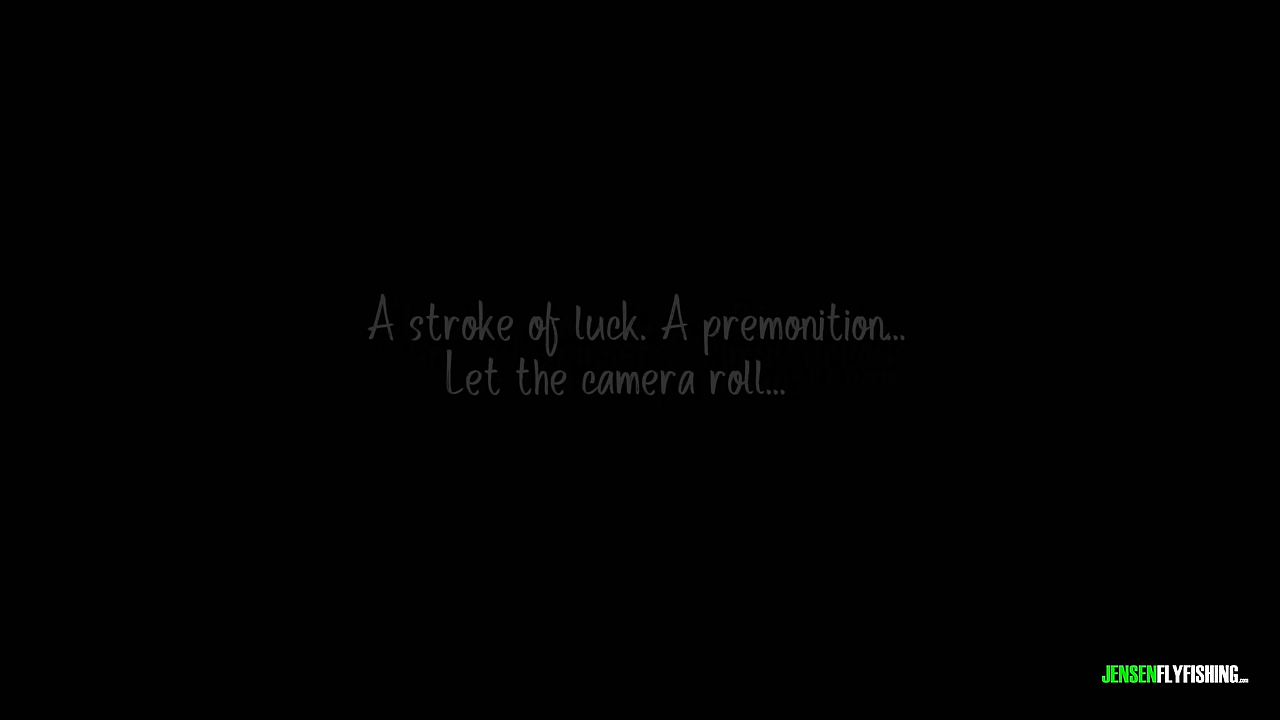 A stroke of luck. A premonition...
Let the camera roll...
JENSENFLYFISHING.com